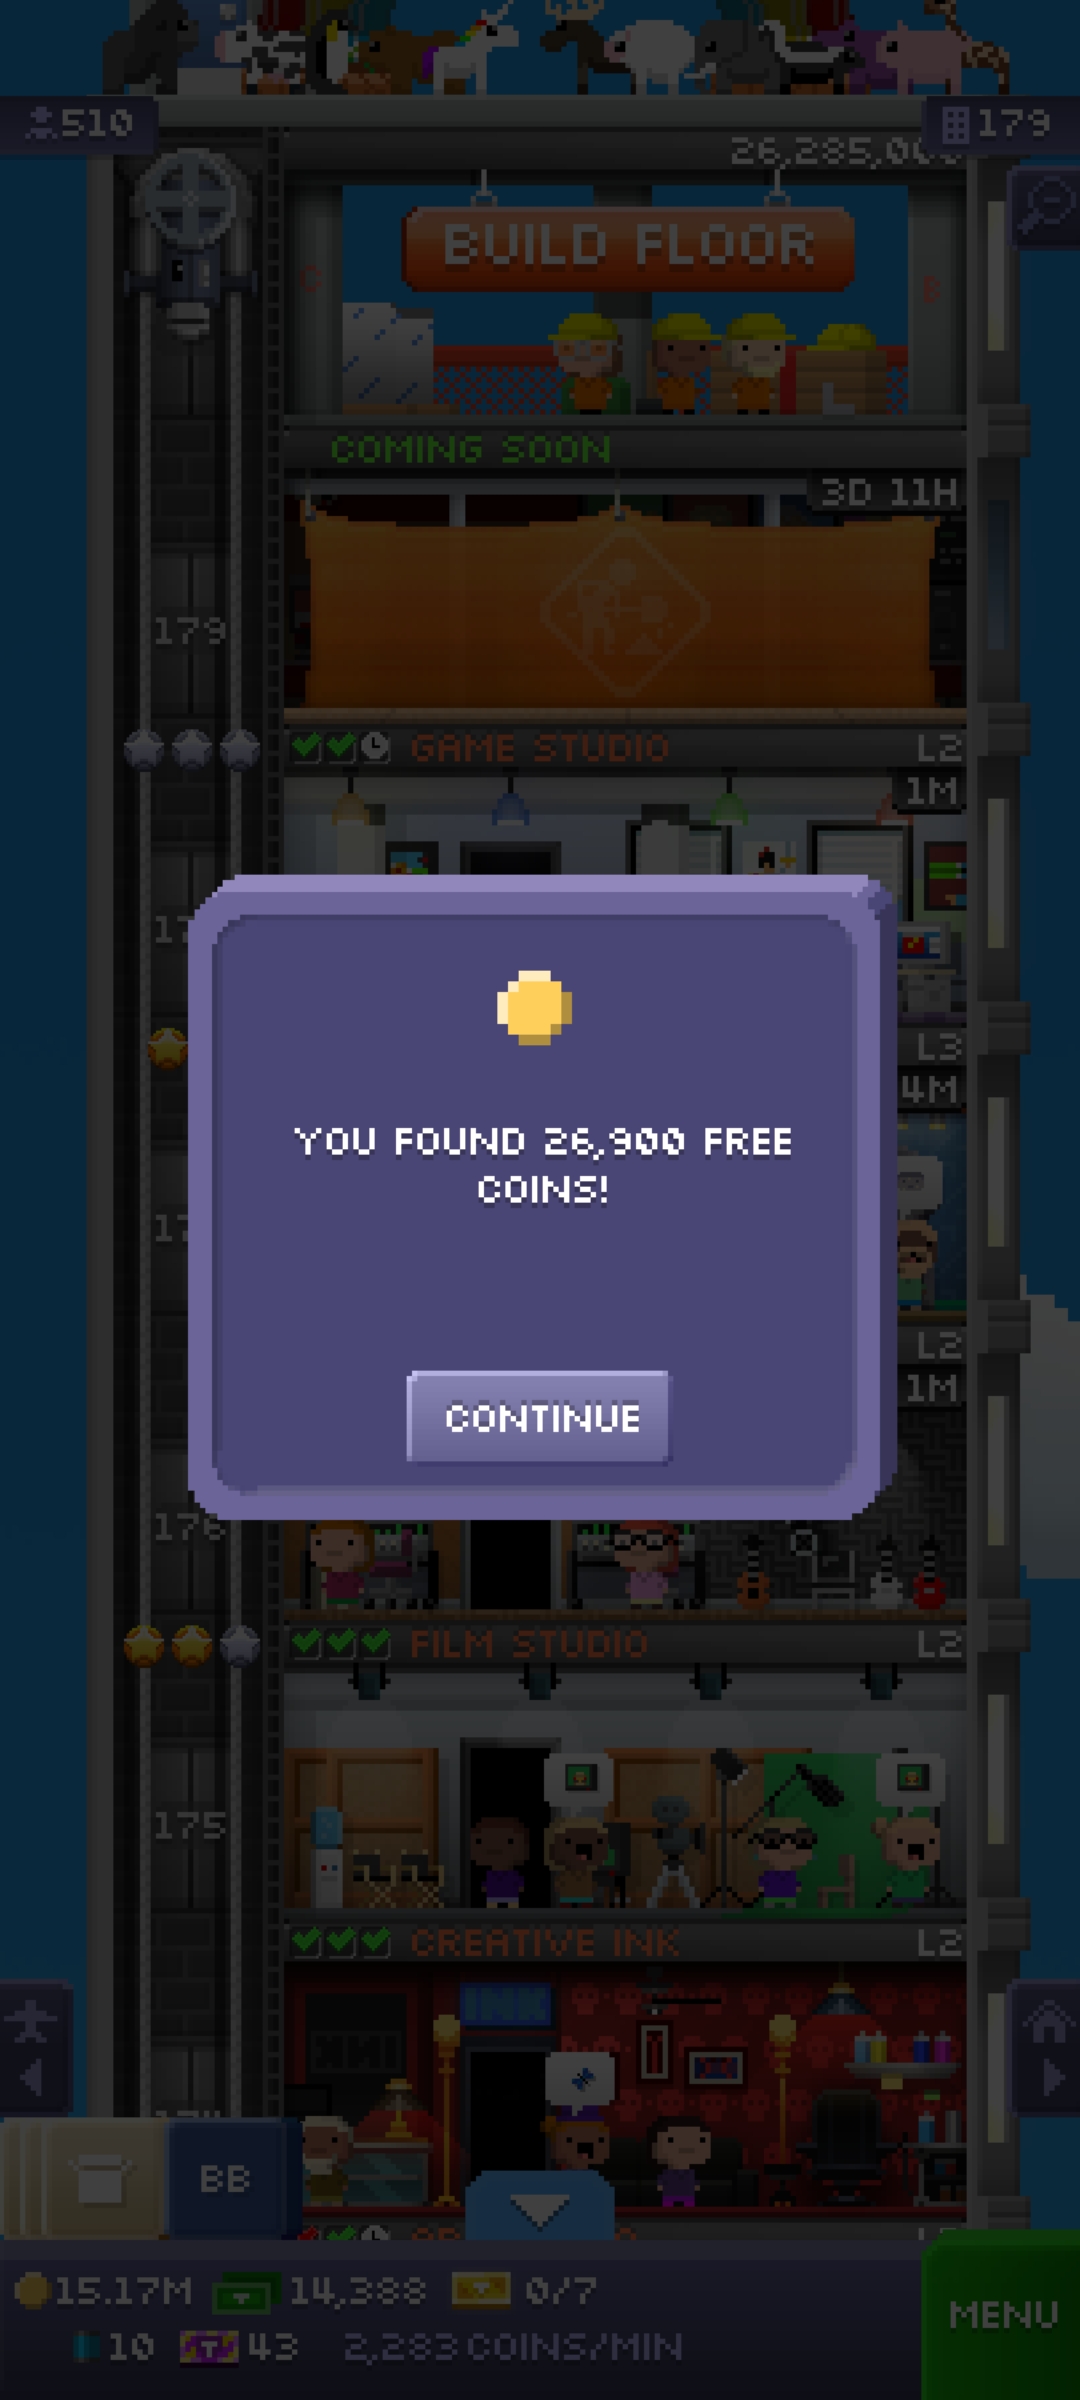 510
179
26,285,0
BUILD FLOOR
C
B
COMING SOON
3D 11H
179
GAME STUDIO
L2
1M
L3
4M
YOU FOUND 26,900 FREE
COINS!
L2
1M
CONTINUE
176
FILM STUDIO
L2
175
CREATIVE INK
L2
INK
BB
15.17M
14,388
0/7
MENU
10
43
2,283 COINS/MIN